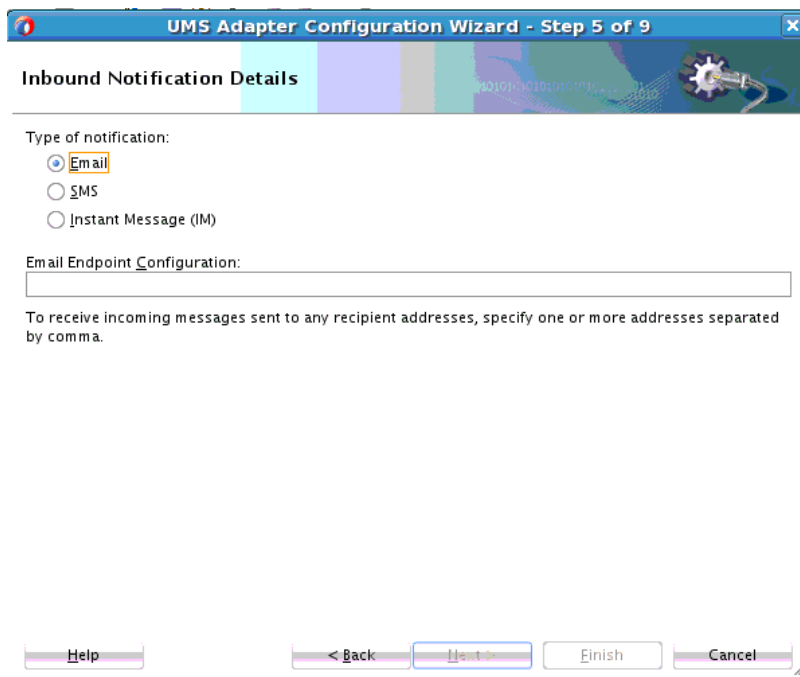 UMS Adapter Configuration Wizard - Step 5 of 9
Inbound Notification Details
Type of notification:
Email
SMS
Instant Message (IM)
Email Endpoint Configuration:
To receive incoming messages sent to any recipient addresses, specify one or more addresses separated
by comma.
Help
< Back
Next >
Finish
Cancel